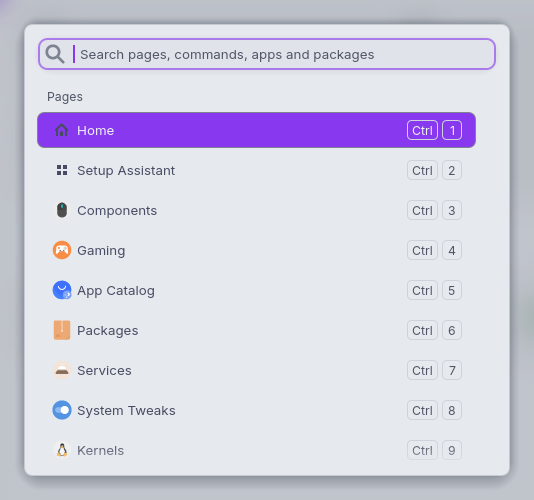 Search pages, commands, apps and packages
Pages
Home Ctrl 1
Setup Assistant Ctrl 2
Components Ctrl 3
Gaming Ctrl 4
App Catalog Ctrl 5
Packages Ctrl 6
Services Ctrl 7
System Tweaks Ctrl 8
Kernels Ctrl 9